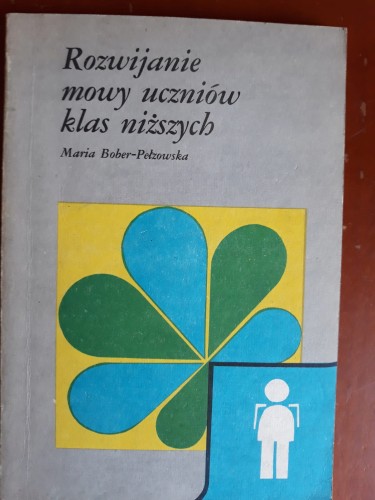 Rozwijanie
mowy uczniów
klas niższych
Maria Bober-Pełzowska